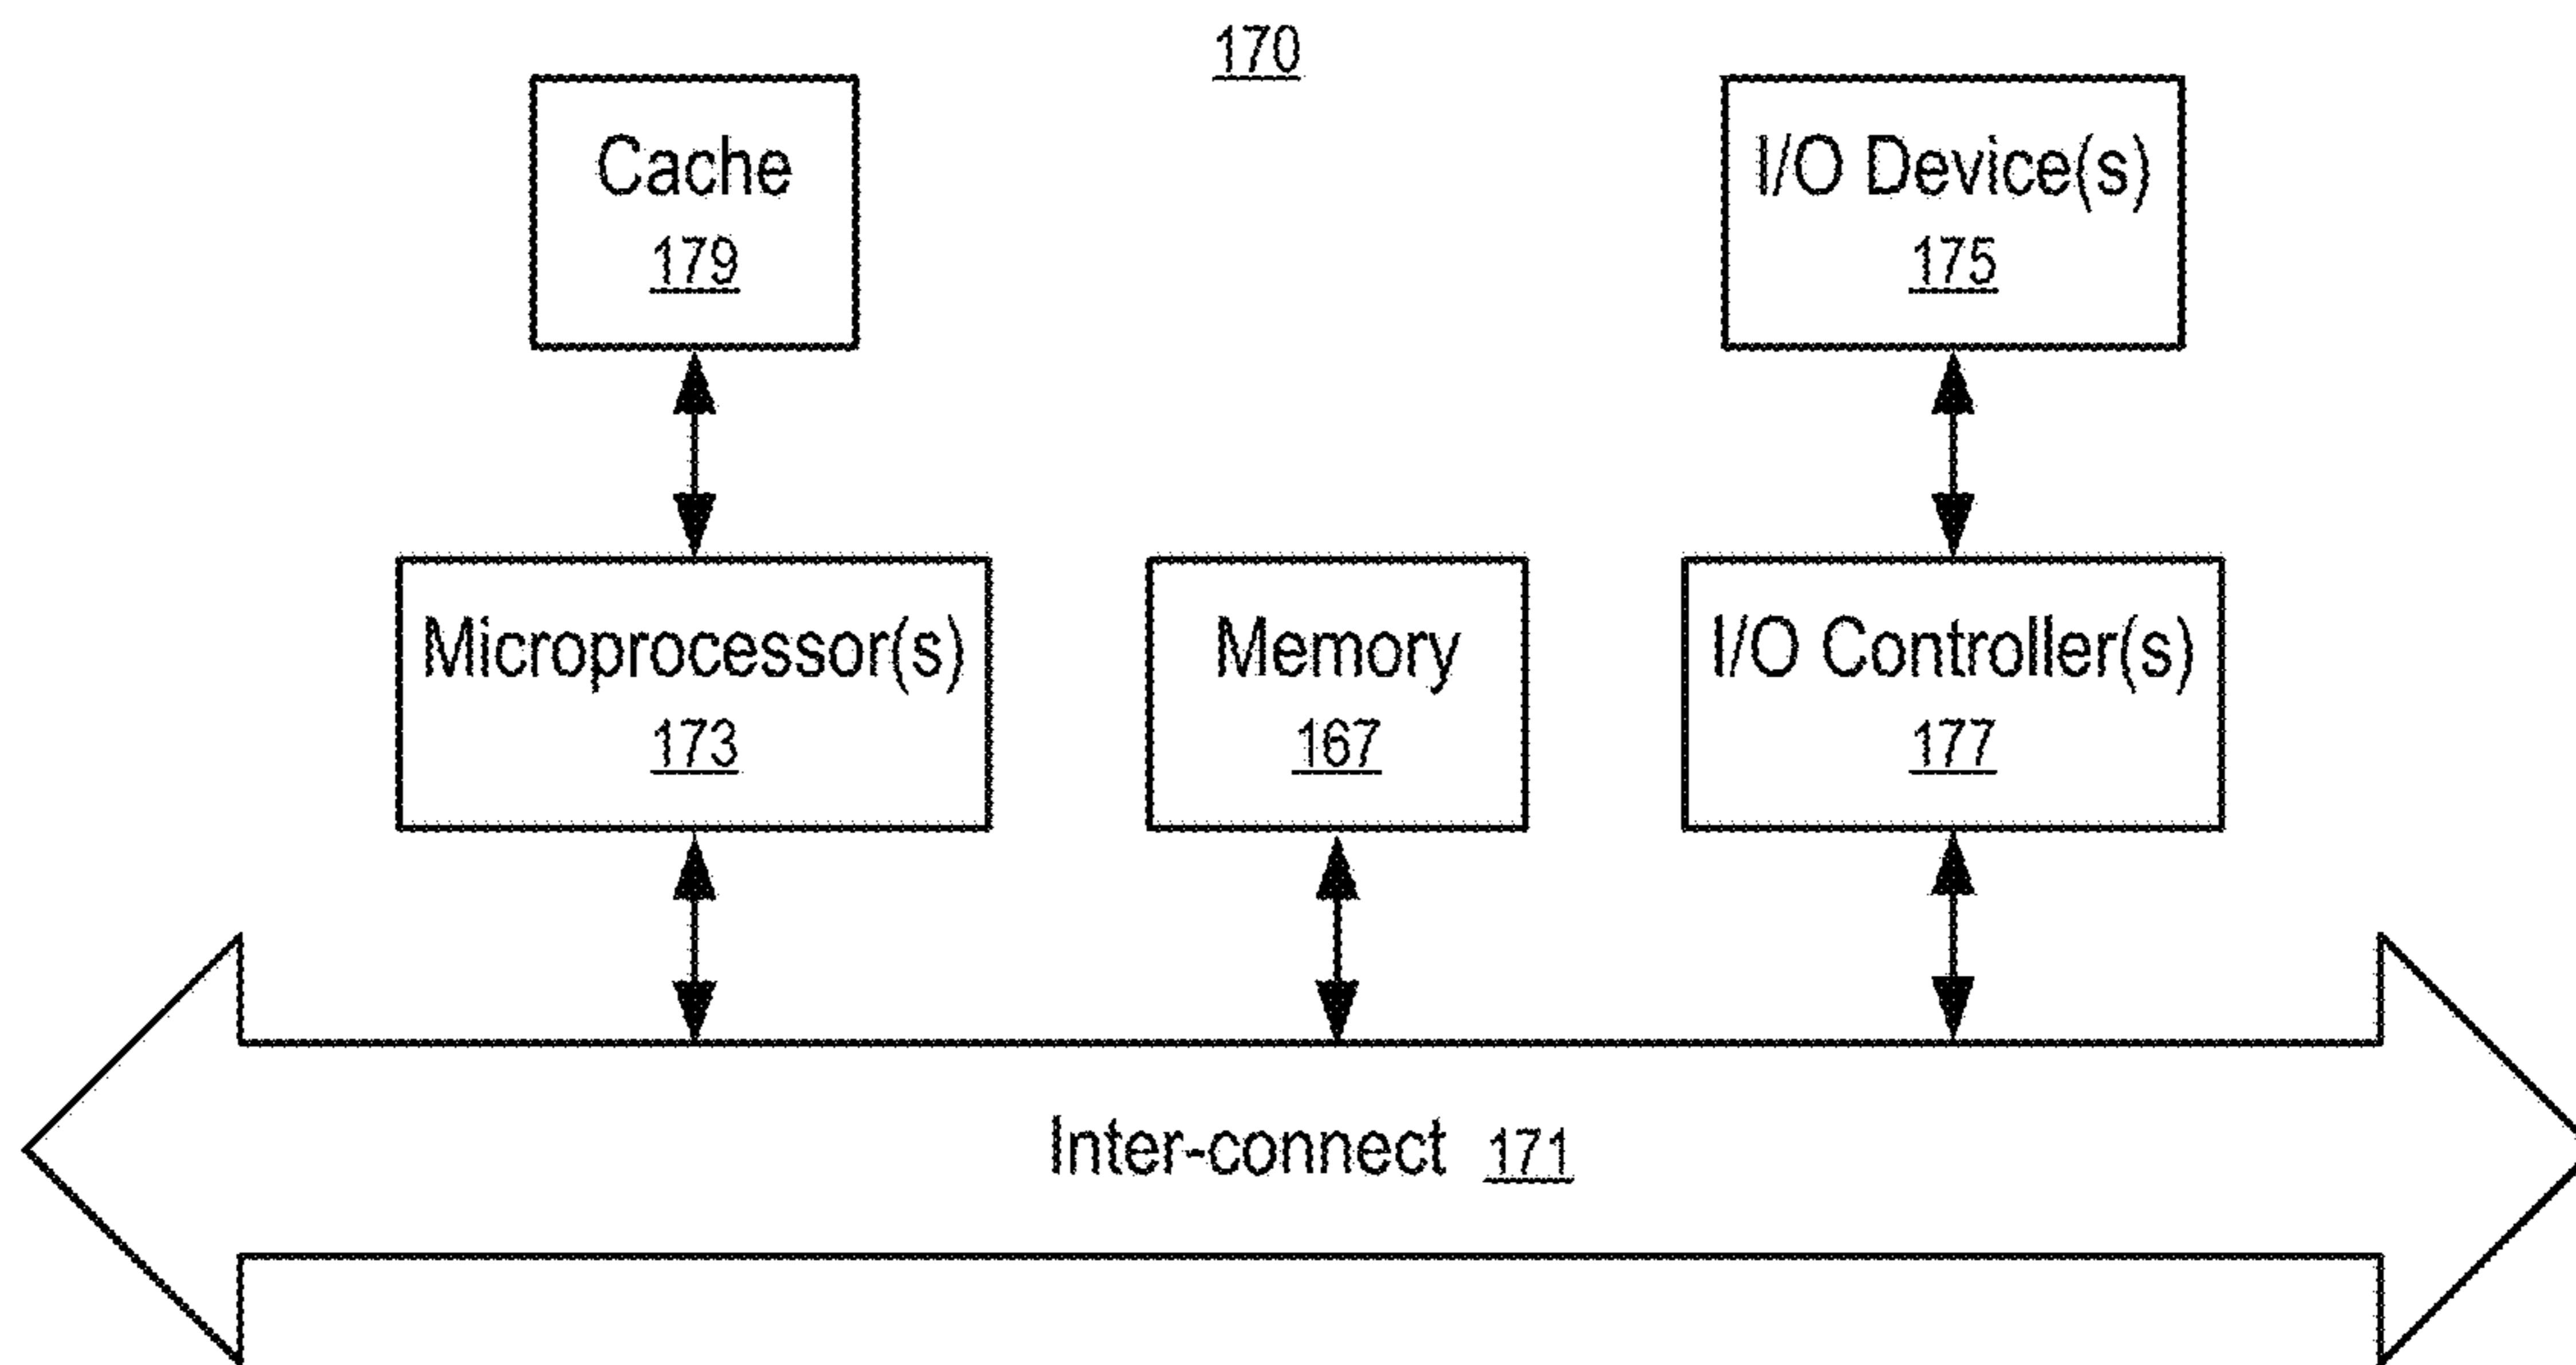 170
Cache
179
I/O Device(s)
175
Microprocessor(s)
173
Memory
167
I/O Controller(s)
177
Inter-connect 171